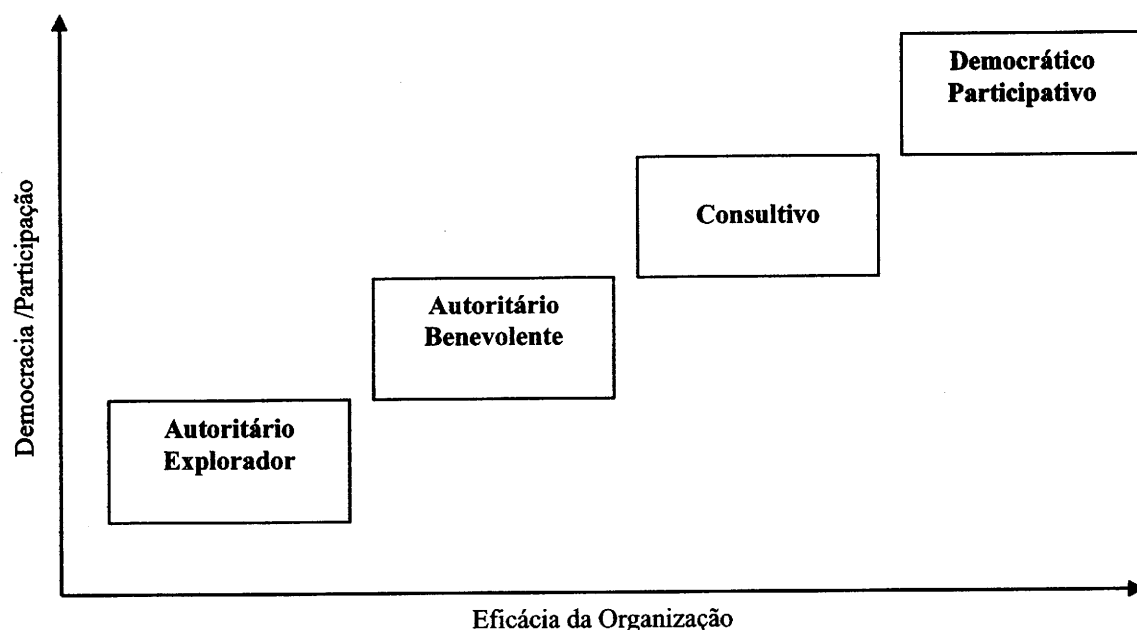 Democrático
Participativo
Consultivo
Autoritário
Benevolente
Autoritário
Explorador
Democracia /Participação
Eficácia da Organização